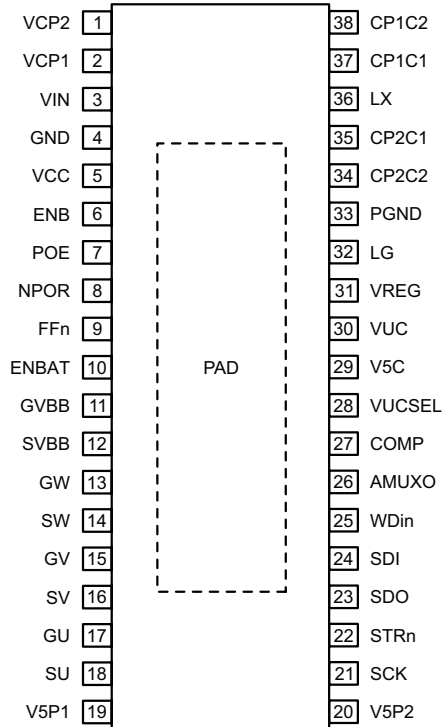 VCP2 1 38 CP1C2
VCP1 2 37 CP1C1
VIN 3 36 LX
GND 4 35 CP2C1
VCC 5 34 CP2C2
ENB 6 33 PGND
POE 7 32 LG
NPOR 8 31 VREG
FFn 9 30 VUC
ENBAT 10 PAD 29 V5C
GVBB 11 28 VUCSEL
SVBB 12 27 COMP
GW 13 26 AMUXO
SW 14 25 WDin
GV 15 24 SDI
SV 16 23 SDO
GU 17 22 STRn
SU 18 21 SCK
V5P1 19 20 V5P2